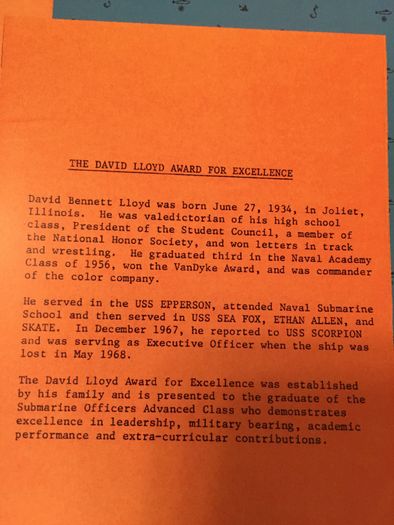 THE DAVID LLOYD AWARD FOR EXCELLENCE
David Bennett Lloyd was born June 27, 1934, in Joliet,
Illinois. He was valedictorian of his high school
class, President of the Student Council, a member of
the National Honor Society, and won letters in track
and wrestling. He graduated third in the Naval Academy
Class of 1956, won the VanDyke Award, and was commander
of the color company.
He served in the USS EPPERSON, attended Naval Submarine
School and then served in USS SEA FOX, ETHAN ALLEN, and
SKATE. In December 1967, he reported to USS SCORPION
and was serving as Executive Officer when the ship was
lost in May 1968.
The David Lloyd Award for Excellence was established
by his family and is presented to the graduate of the
Submarine Officers Advanced Class who demonstrates
excellence in leadership, military bearing, academic
performance and extra-curricular contributions.